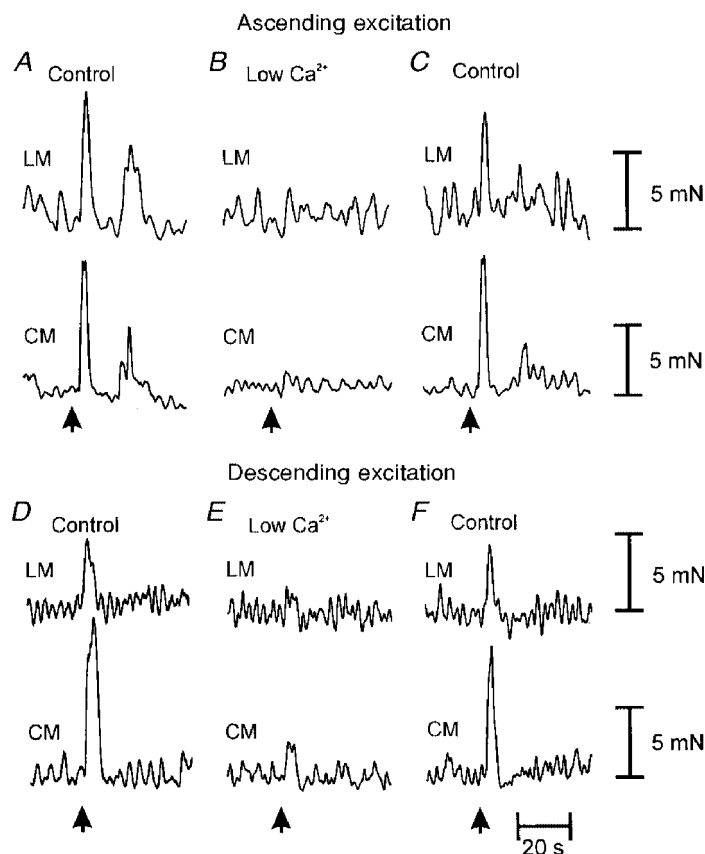 Ascending excitation
A Control
B Low Ca²⁺
C Control
LM
LM
LM
5 mN
CM
CM
CM
5 mN
Descending excitation
D Control
E Low Ca²⁺
F Control
LM
LM
LM
5 mN
CM
CM
CM
5 mN
20 s